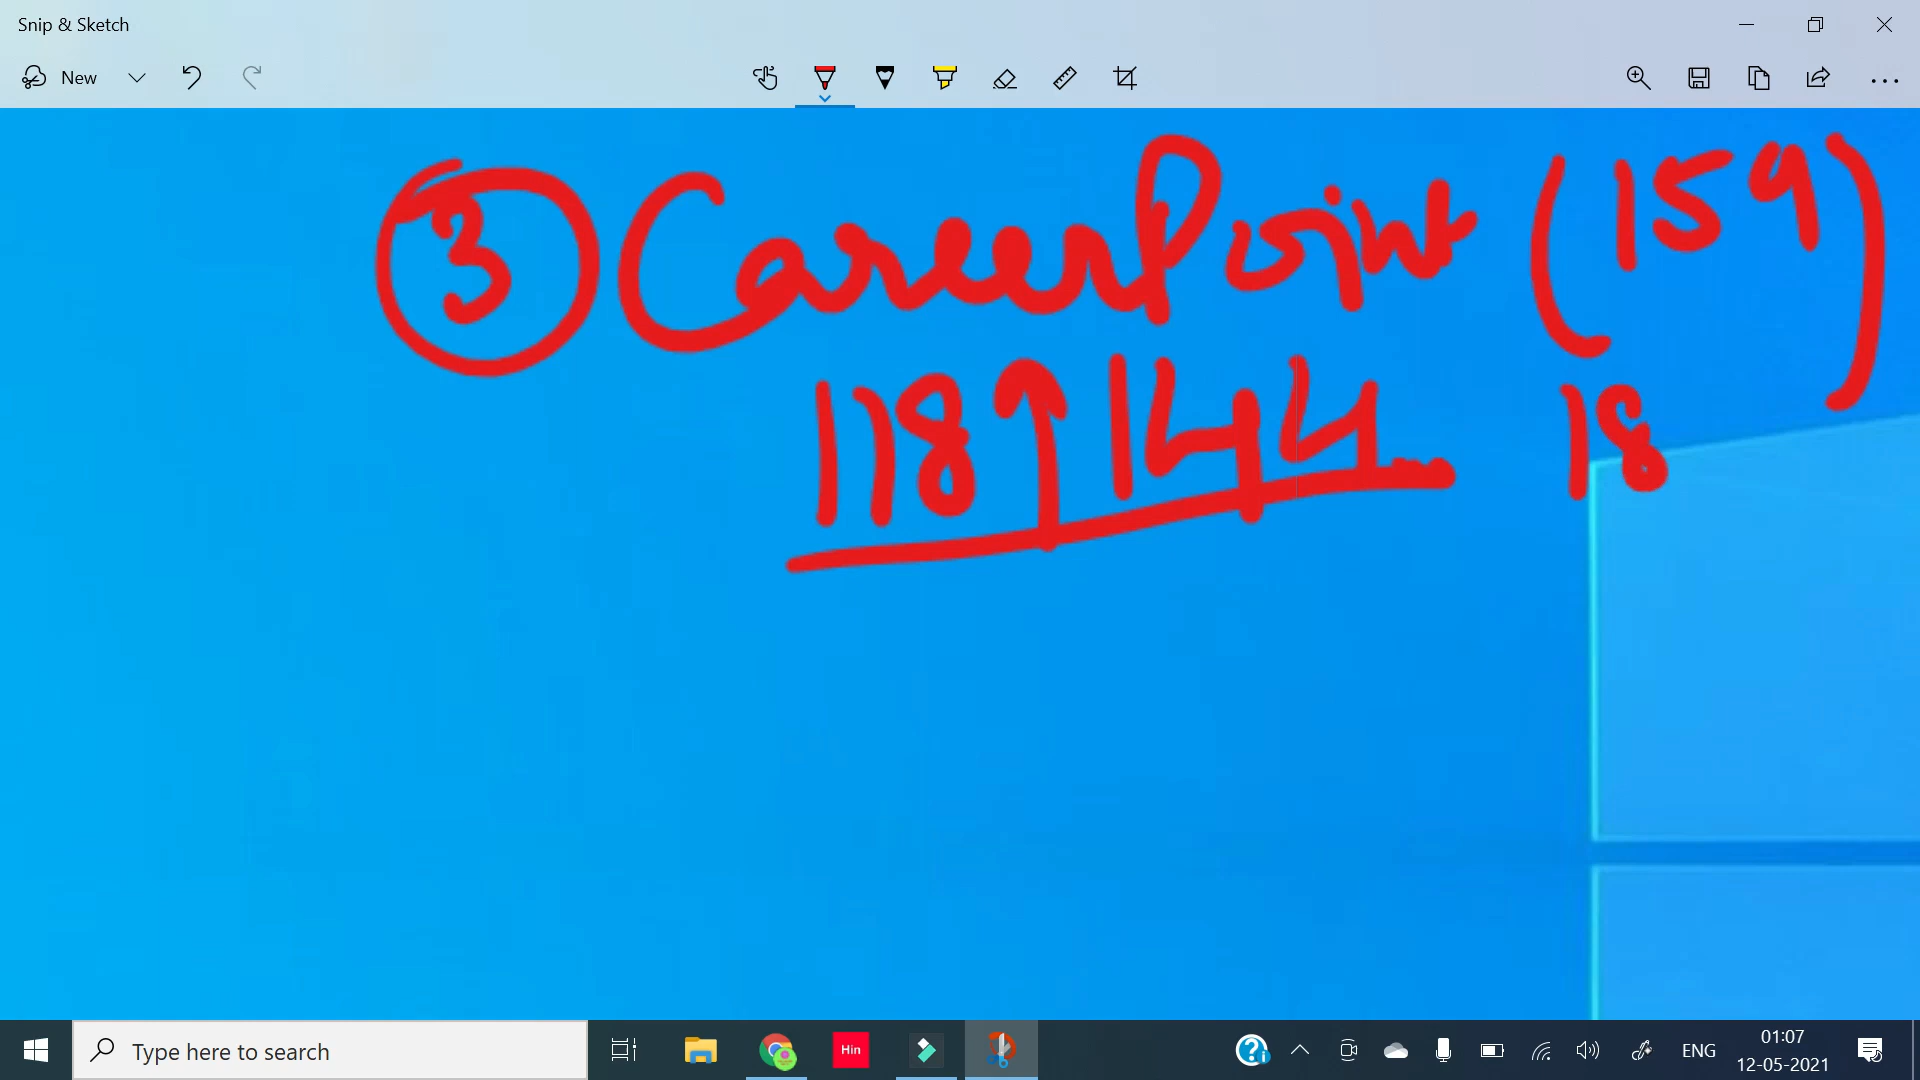 Snip & Sketch
New
③ CareerPoint (159)
118 ↑ 144 18
Type here to search
Hin
ENG
01:07
12-05-2021